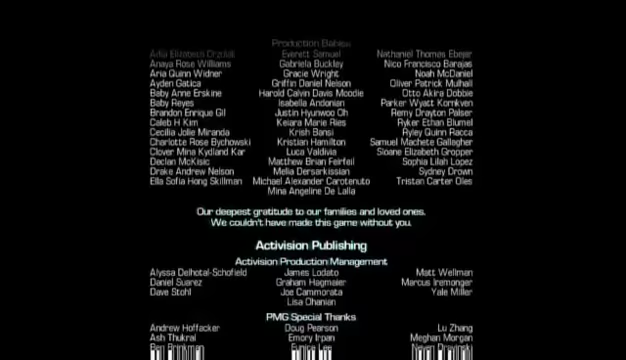 Production Babies
Elizabeth Everett Samuel Nathaniel Thomas
Anaya Rose Williams Gabriela Buckley Nico Francisco Barajas
Aria Quinn Widner Gracie Wright Noah McDaniel
Ayden Gatica Griffin Daniel Nelson Oliver Patrick Mulhall
Baby Anne Erskine Harold Calvin Davis Moodie Otto Akira Dobbie
Baby Reyes Isabella Andonian Parker Wyatt Kornkven
Brandon Enrique Gil Justin Hyunwoo Oh Remy Drayton Palser
Caleb H Kim Keiara Marie Ries Ryker Ethan Blumel
Cecilia Jolie Miranda Krish Bansi Ryley Quinn Racca
Charlotte Rose Bychowski Kristian Hamilton Samuel Machete Gallagher
Clover Mina Kydland Kar Luca Valdivia Sloane Elizabeth Gropper
Declan McKisic Matthew Brian Sophia Lilah Lopez
Drake Andrew Nelson Melia Dersarkissian Sydney Drown
Ella Sofia Hong Skillman Michael Alexander Carotenuto Tristan Carter Oles
Mina Angeline De Lalla
Our deepest gratitude to our families and loved ones.
We couldn't have made this game without you.
Activision Publishing
Activision Production Management
Alyssa Delhotal-Schofield James Lodato Matt Wellman
Daniel Suarez Graham Hagmaier Marcus Iremonger
Dave Stohl Joe Cammorata Yale Miller
Lisa Ohanian
PMG Special Thanks
Andrew Hoffacker Doug Pearson Lu Zhang
Ash Thukral Emory Irpan Meghan Morgan
Ben Brinkman Eunice Lee Neven Dravinski